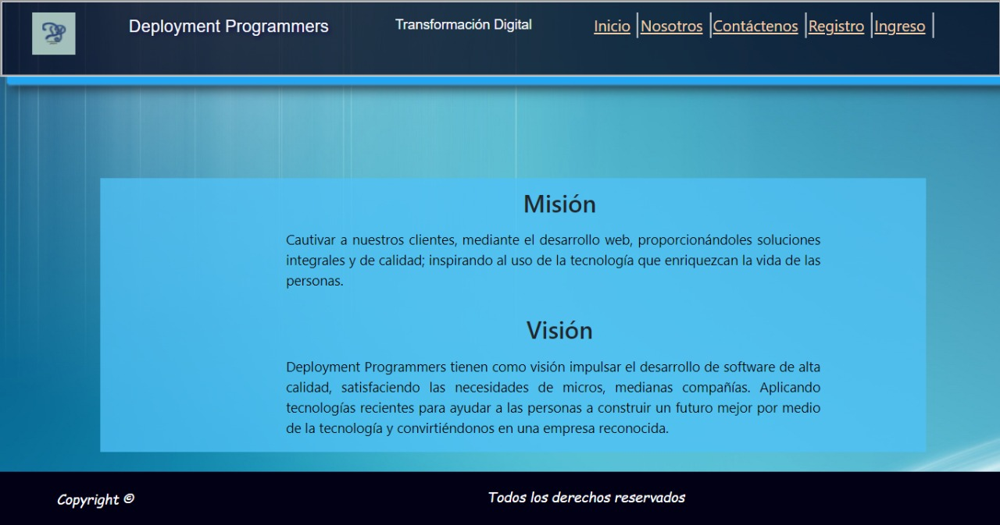 Deployment Programmers
Transformación Digital
Inicio Nosotros Contáctenos Registro Ingreso
Misión
Cautivar a nuestros clientes, mediante el desarrollo web, proporcionándoles soluciones
integrales y de calidad; inspirando al uso de la tecnología que enriquezcan la vida de las
personas.
Visión
Deployment Programmers tienen como visión impulsar el desarrollo de software de alta
calidad, satisfaciendo las necesidades de micros, medianas compañías. Aplicando
tecnologías recientes para ayudar a las personas a construir un futuro mejor por medio
de la tecnología y convirtiéndonos en una empresa reconocida.
Copyright ©
Todos los derechos reservados